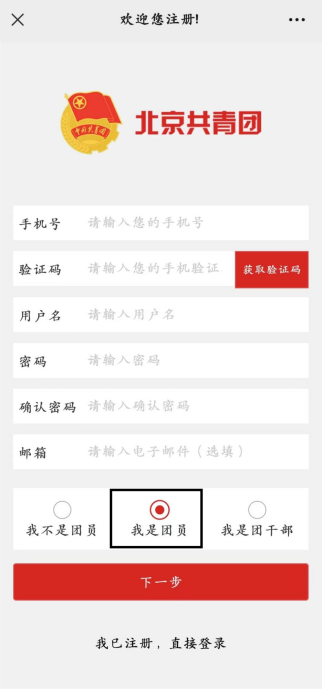 欢迎您注册!
中国共青团
北京共青团
手机号 请输入您的手机号
验证码 请输入您的手机验证 获取验证码
用户名 请输入用户名
密码 请输入密码
确认密码 请输入确认密码
邮箱 请输入电子邮件（选填）
我不是团员 我是团员 我是团干部
下一步
我已注册，直接登录